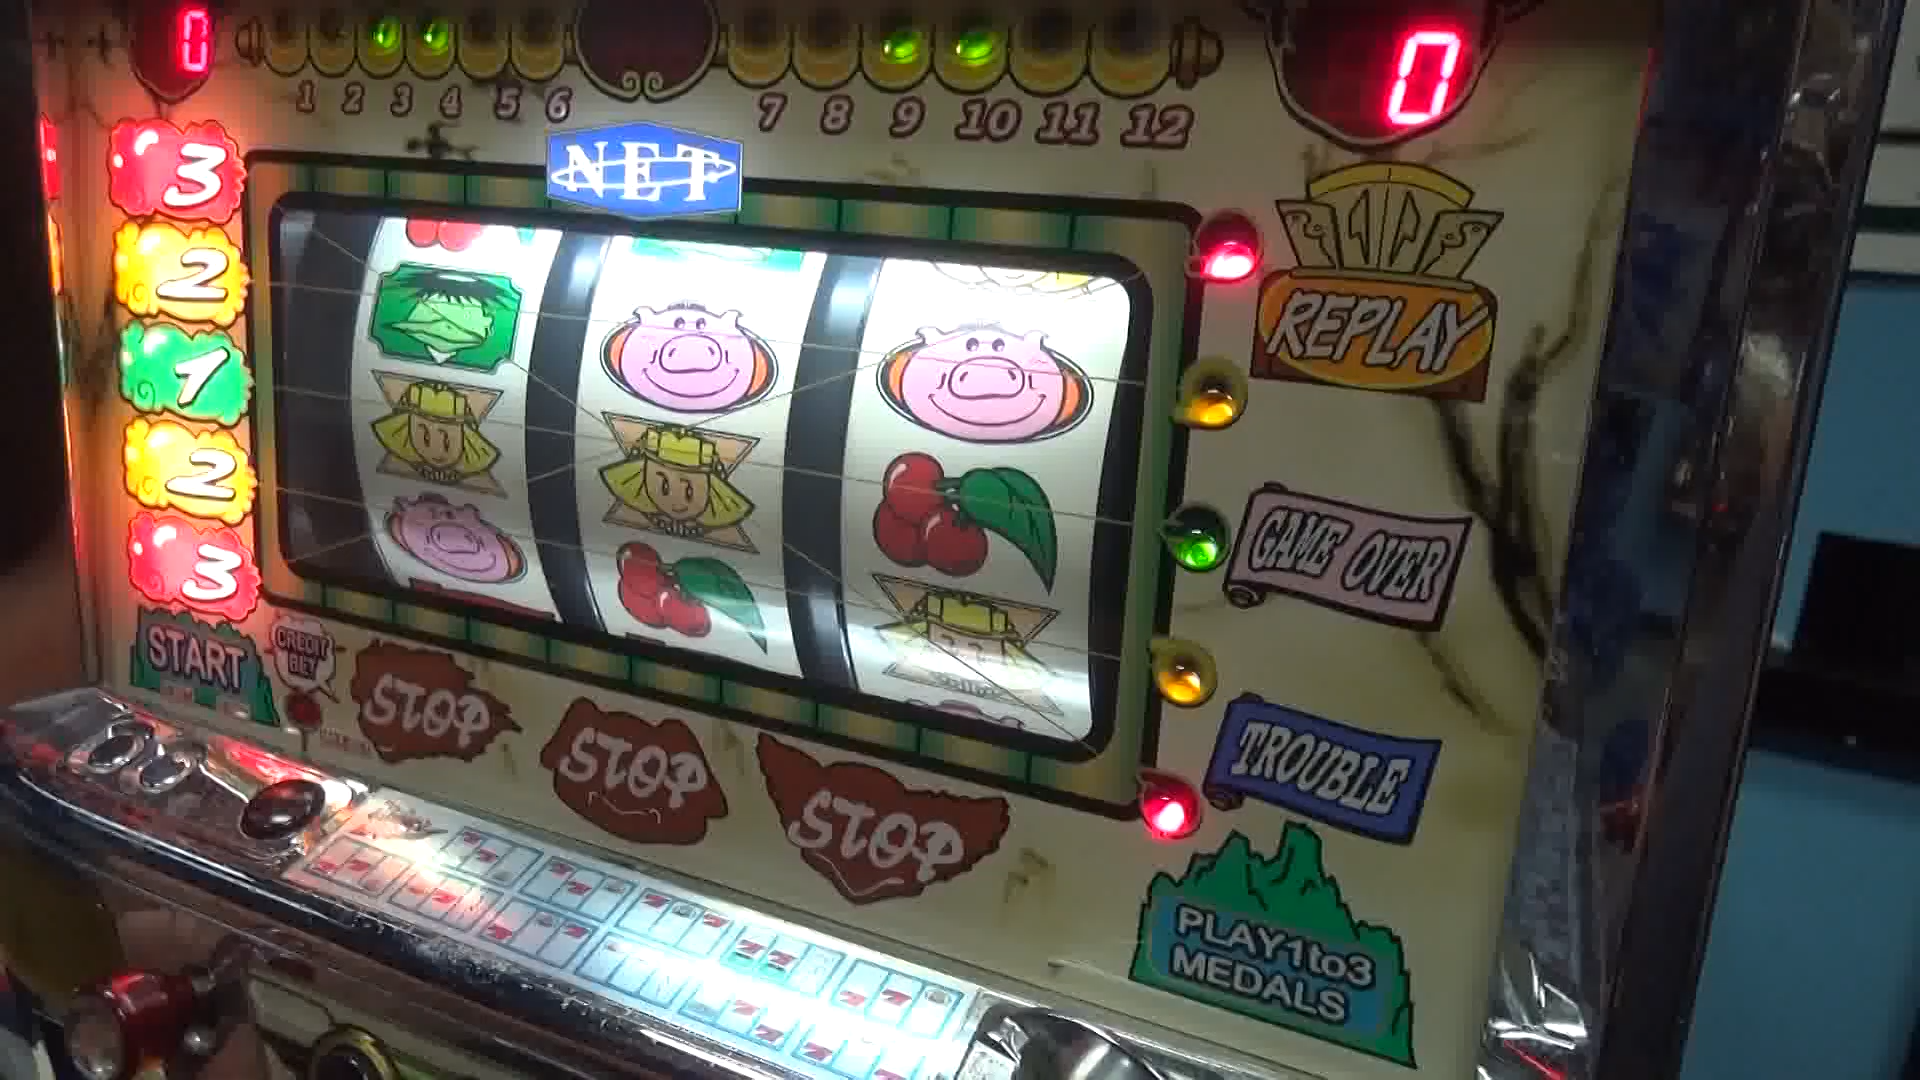 0
0
1 2 3 4 5 6
7 8 9 10 11 12
NET
3
2
1
2
3
REPLAY
GAME OVER
TROUBLE
START
CREDIT
BET
STOP
STOP
STOP
PLAY1to3
MEDALS